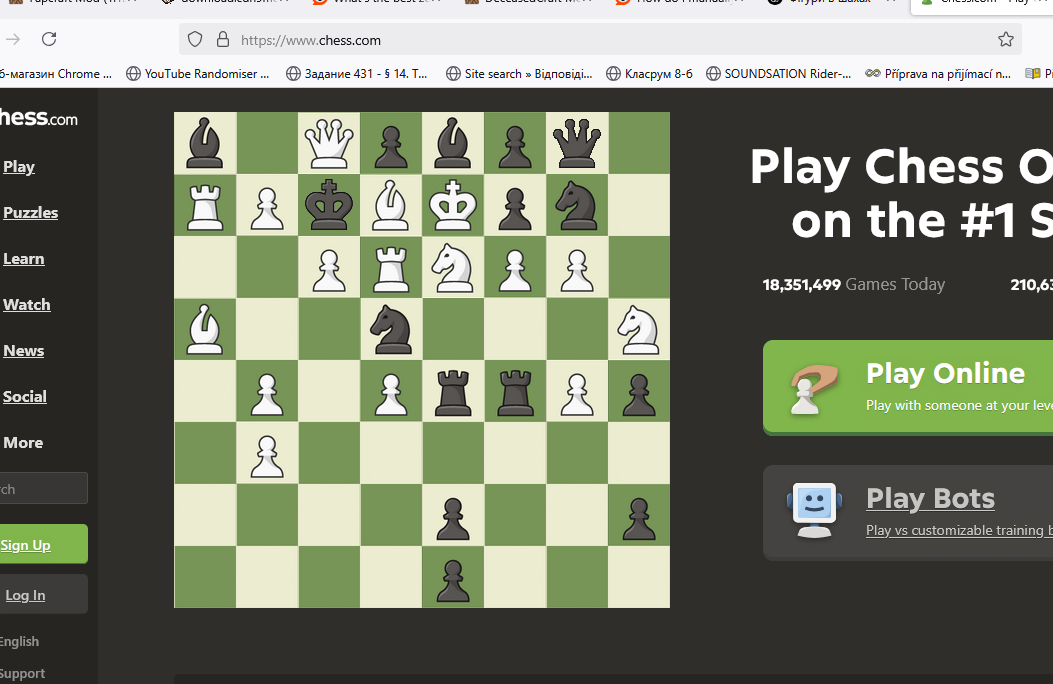 https://www.chess.com
б-магазин Chrome ... YouTube Randomiser ... Задание 431 - § 14. Т... Site search » Відповіді... Класрум 8-б SOUNDSATION Rider-... Příprava na přijímací n...
hess.com
Play
Puzzles
Learn
Watch
News
Social
More
rch
Sign Up
Log In
English
Support
Play Chess O
on the #1 S
18,351,499 Games Today 210,63
Play Online
Play with someone at your leve
Play Bots
Play vs customizable training b